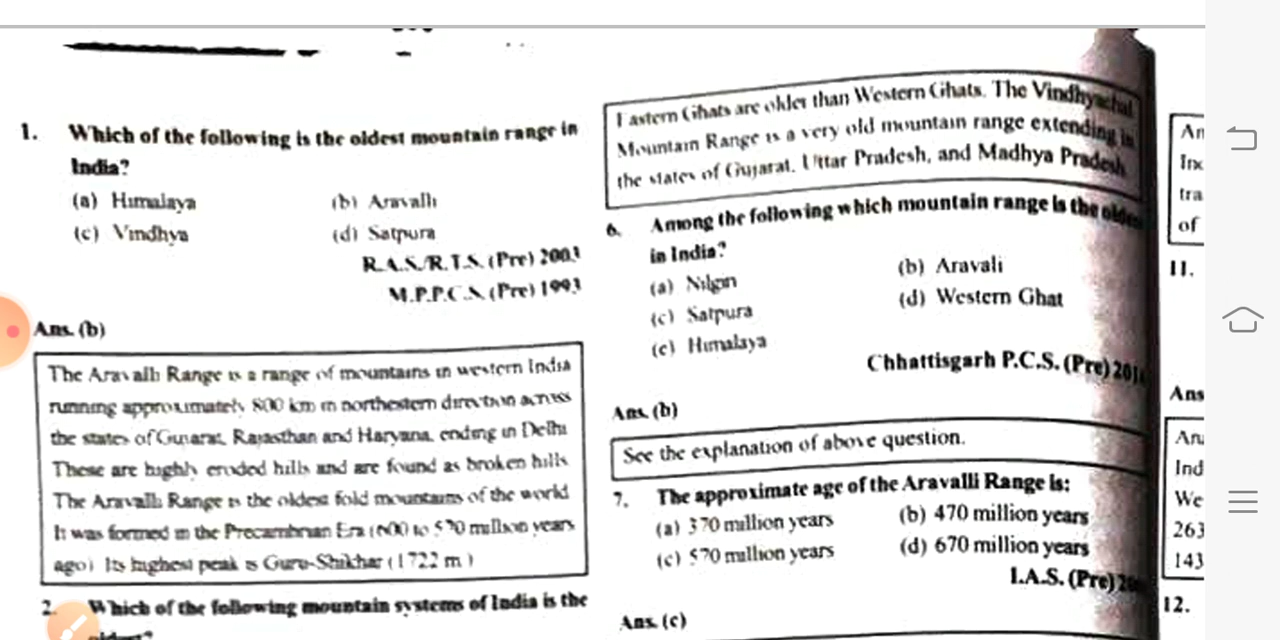 1. Which of the following is the oldest mountain range in
India?
(a) Himalaya (b) Aravalli
(c) Vindhya (d) Satpura
R.A.S./R.T.S. (Pre) 2003
M.P.P.C.S. (Pre) 1993
Ans. (b)
The Aravalli Range is a range of mountains in western India
running approximately 800 km in northestern direction across
the states of Gujarat, Rajasthan and Haryana, ending in Delhi
These are highly eroded hills and are found as broken hills
The Aravalli Range is the oldest fold mountains of the world
It was formed in the Precambrian Era (600 to 570 million years
ago) Its highest peak is Guru-Shikhar (1722 m)
2. Which of the following mountain systems of India is the
Eastern Ghats are older than Western Ghats. The Vindhyachal
Mountain Range is a very old mountain range extending in
the states of Gujarat, Uttar Pradesh, and Madhya Pradesh
6. Among the following which mountain range is the oldest
in India?
(a) Nilgiri (b) Aravali
(c) Satpura (d) Western Ghat
(e) Himalaya
Chhattisgarh P.C.S. (Pre)
Ans. (b)
See the explanation of above question.
7. The approximate age of the Aravalli Range is:
(a) 370 million years (b) 470 million years
(c) 570 million years (d) 670 million years
I.A.S. (Pre)
Ans. (c)
tra
of
11.
Ans
Ind
We
263
143
12.